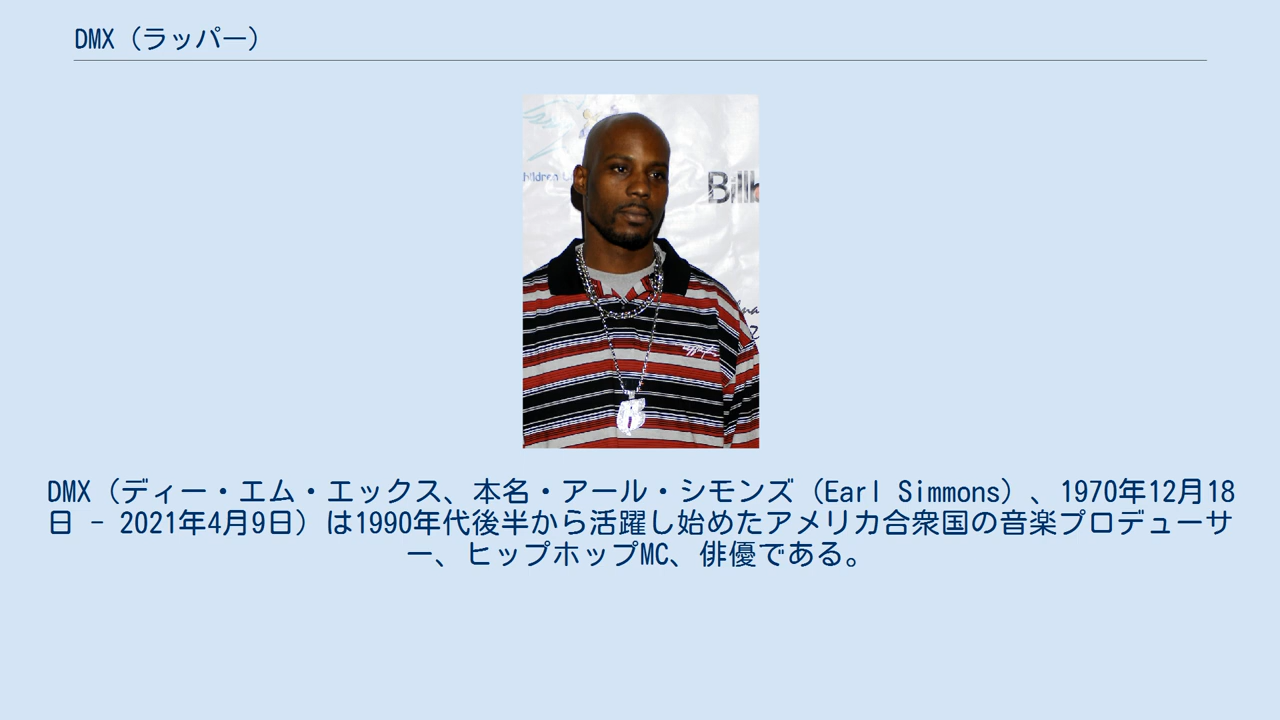 DMX（ラッパー）
hildren U
Billb
DMX（ディー・エム・エックス、本名・アール・シモンズ（Earl Simmons）、1970年12月18
日 - 2021年4月9日）は1990年代後半から活躍し始めたアメリカ合衆国の音楽プロデューサ
ー、ヒップホップMC、俳優である。